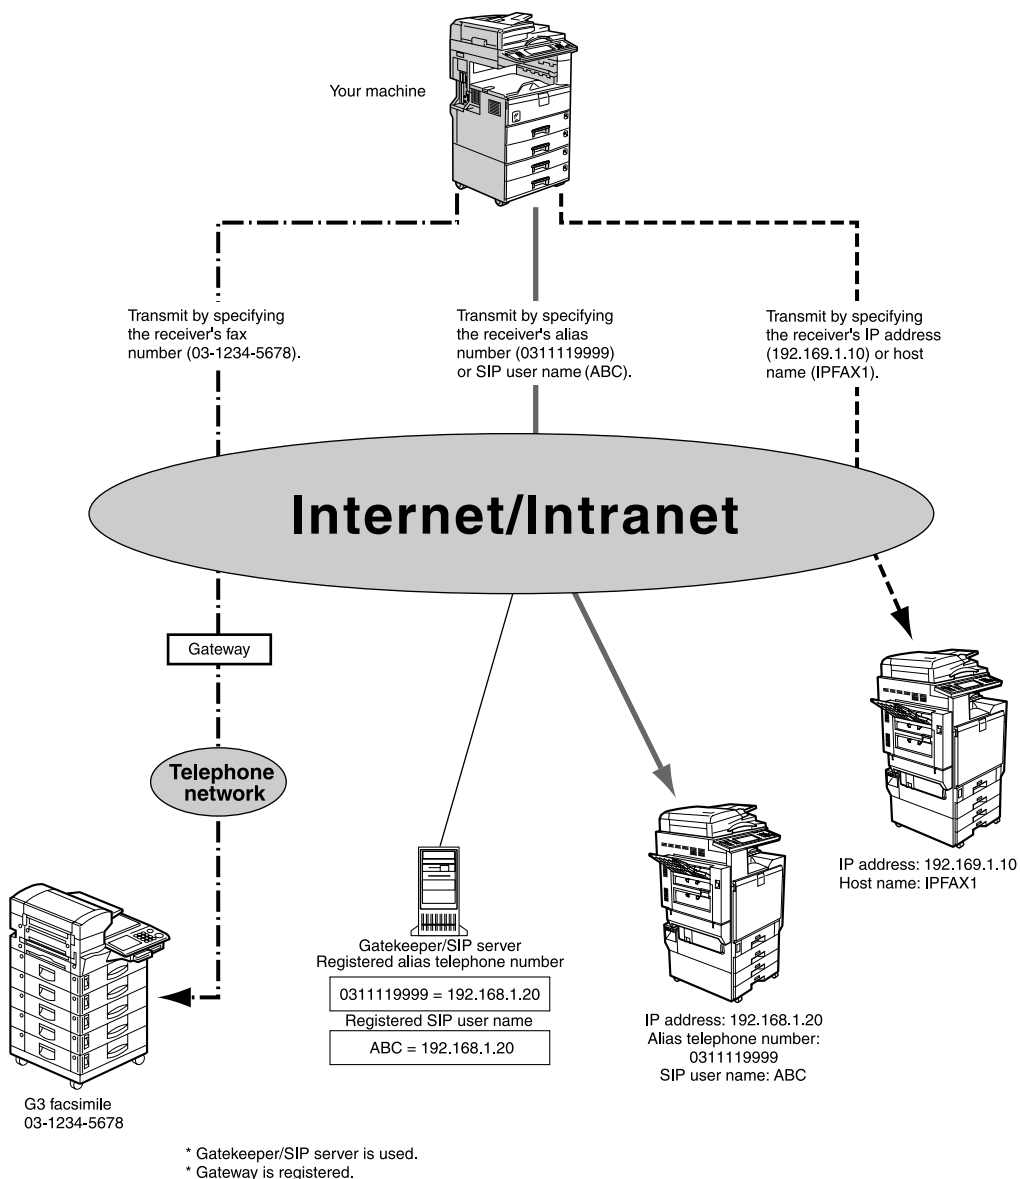 Your machine
Transmit by specifying
the receiver's fax
number (03-1234-5678).
Transmit by specifying
the receiver's alias
number (0311119999)
or SIP user name (ABC).
Transmit by specifying
the receiver's IP address
(192.169.1.10) or host
name (IPFAX1).
Internet/Intranet
Gateway
Telephone
network
G3 facsimile
03-1234-5678
Gatekeeper/SIP server
Registered alias telephone number
0311119999 = 192.168.1.20
Registered SIP user name
ABC = 192.168.1.20
IP address: 192.168.1.20
Alias telephone number:
0311119999
SIP user name: ABC
IP address: 192.169.1.10
Host name: IPFAX1
* Gatekeeper/SIP server is used.
* Gateway is registered.